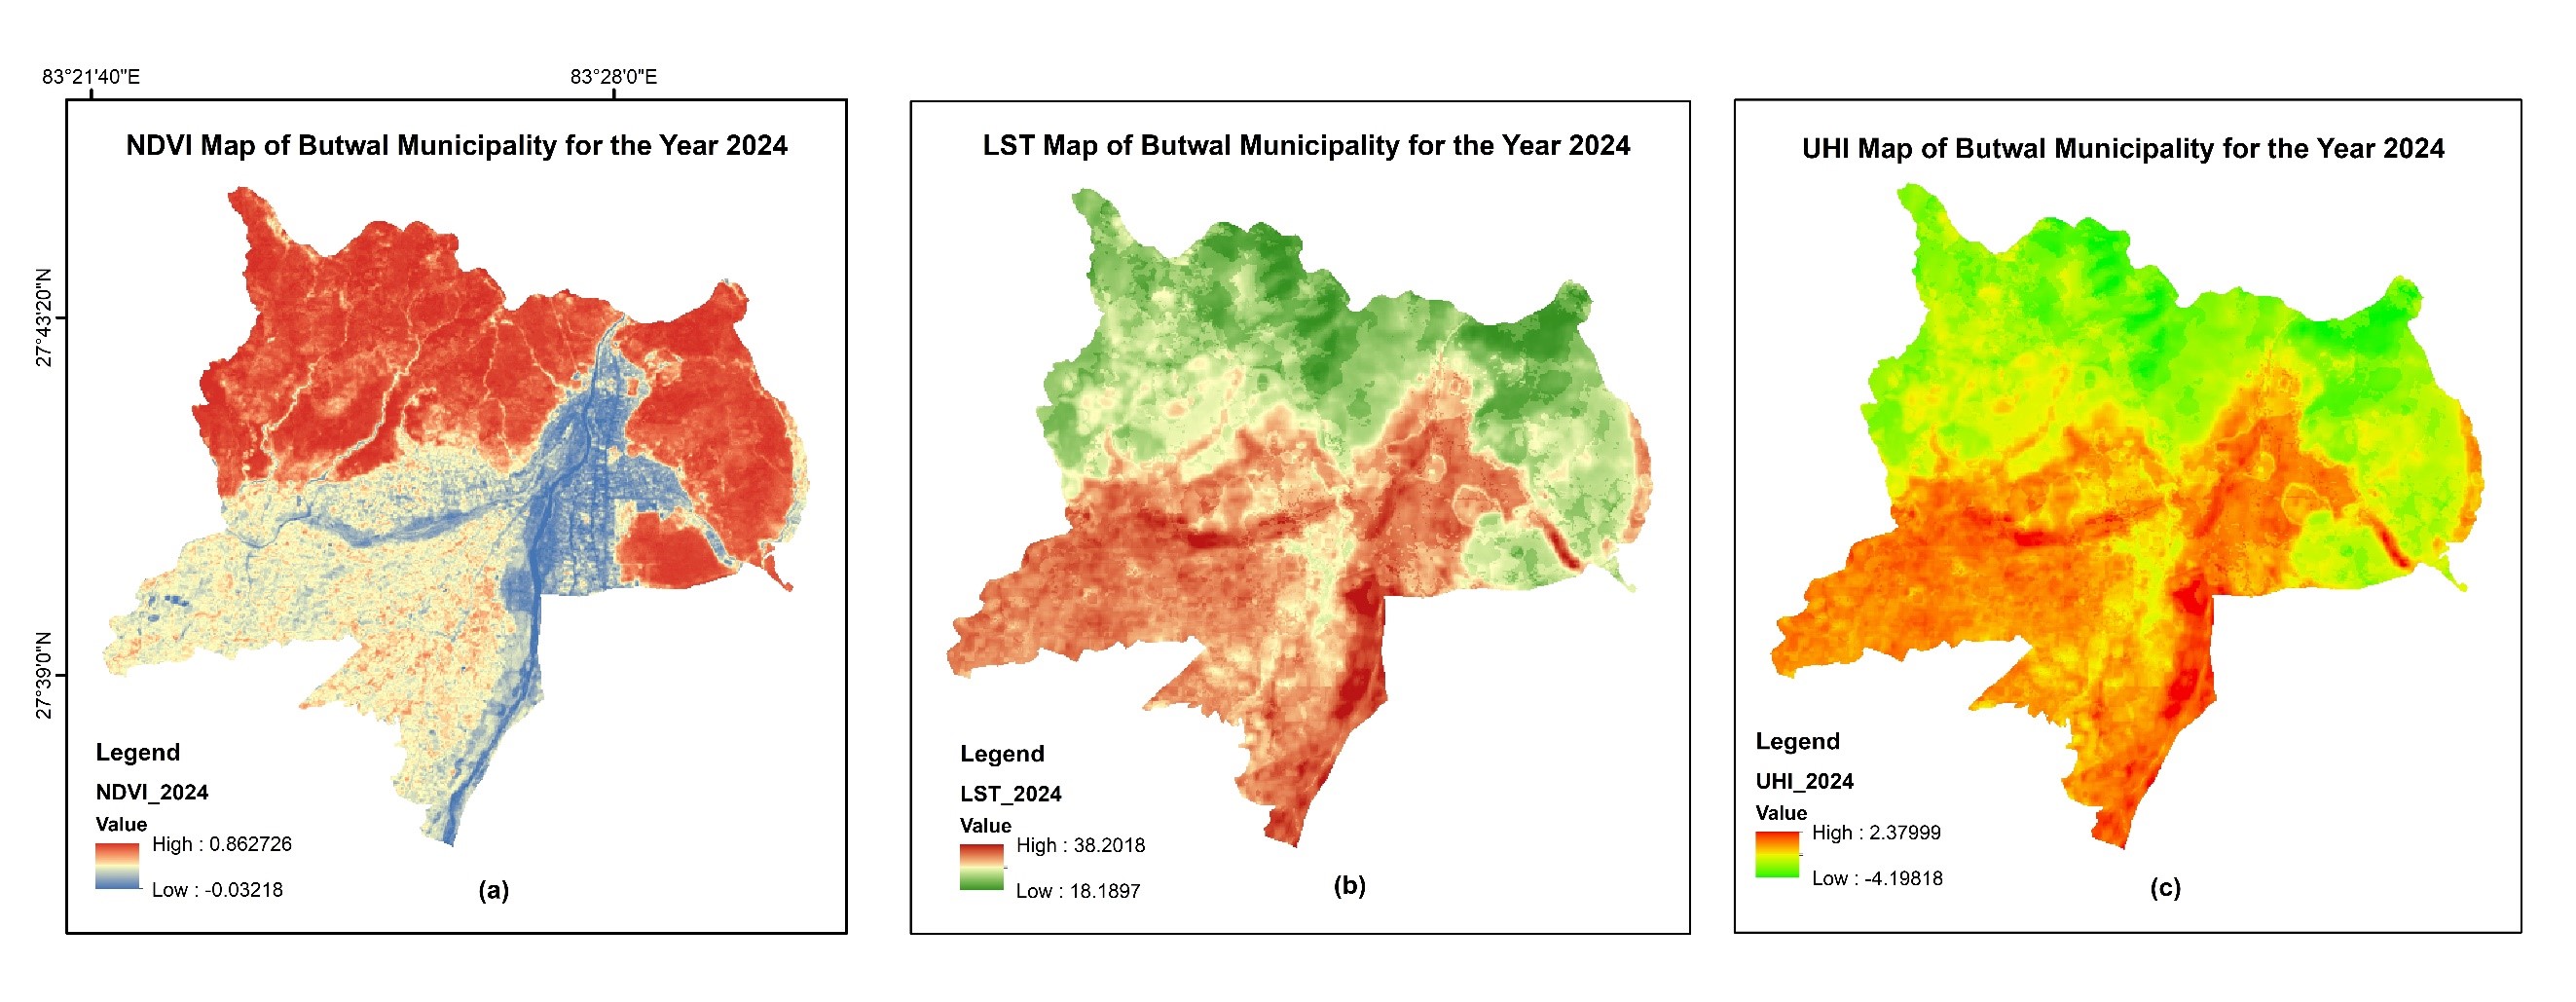 83°21'40"E
83°28'0"E
27°43'20"N
27°39'0"N
NDVI Map of Butwal Municipality for the Year 2024
Legend
NDVI_2024
Value
High : 0.862726
Low : -0.03218
(a)
LST Map of Butwal Municipality for the Year 2024
Legend
LST_2024
Value
High : 38.2018
Low : 18.1897
(b)
UHI Map of Butwal Municipality for the Year 2024
Legend
UHI_2024
Value
High : 2.37999
Low : -4.19818
(c)